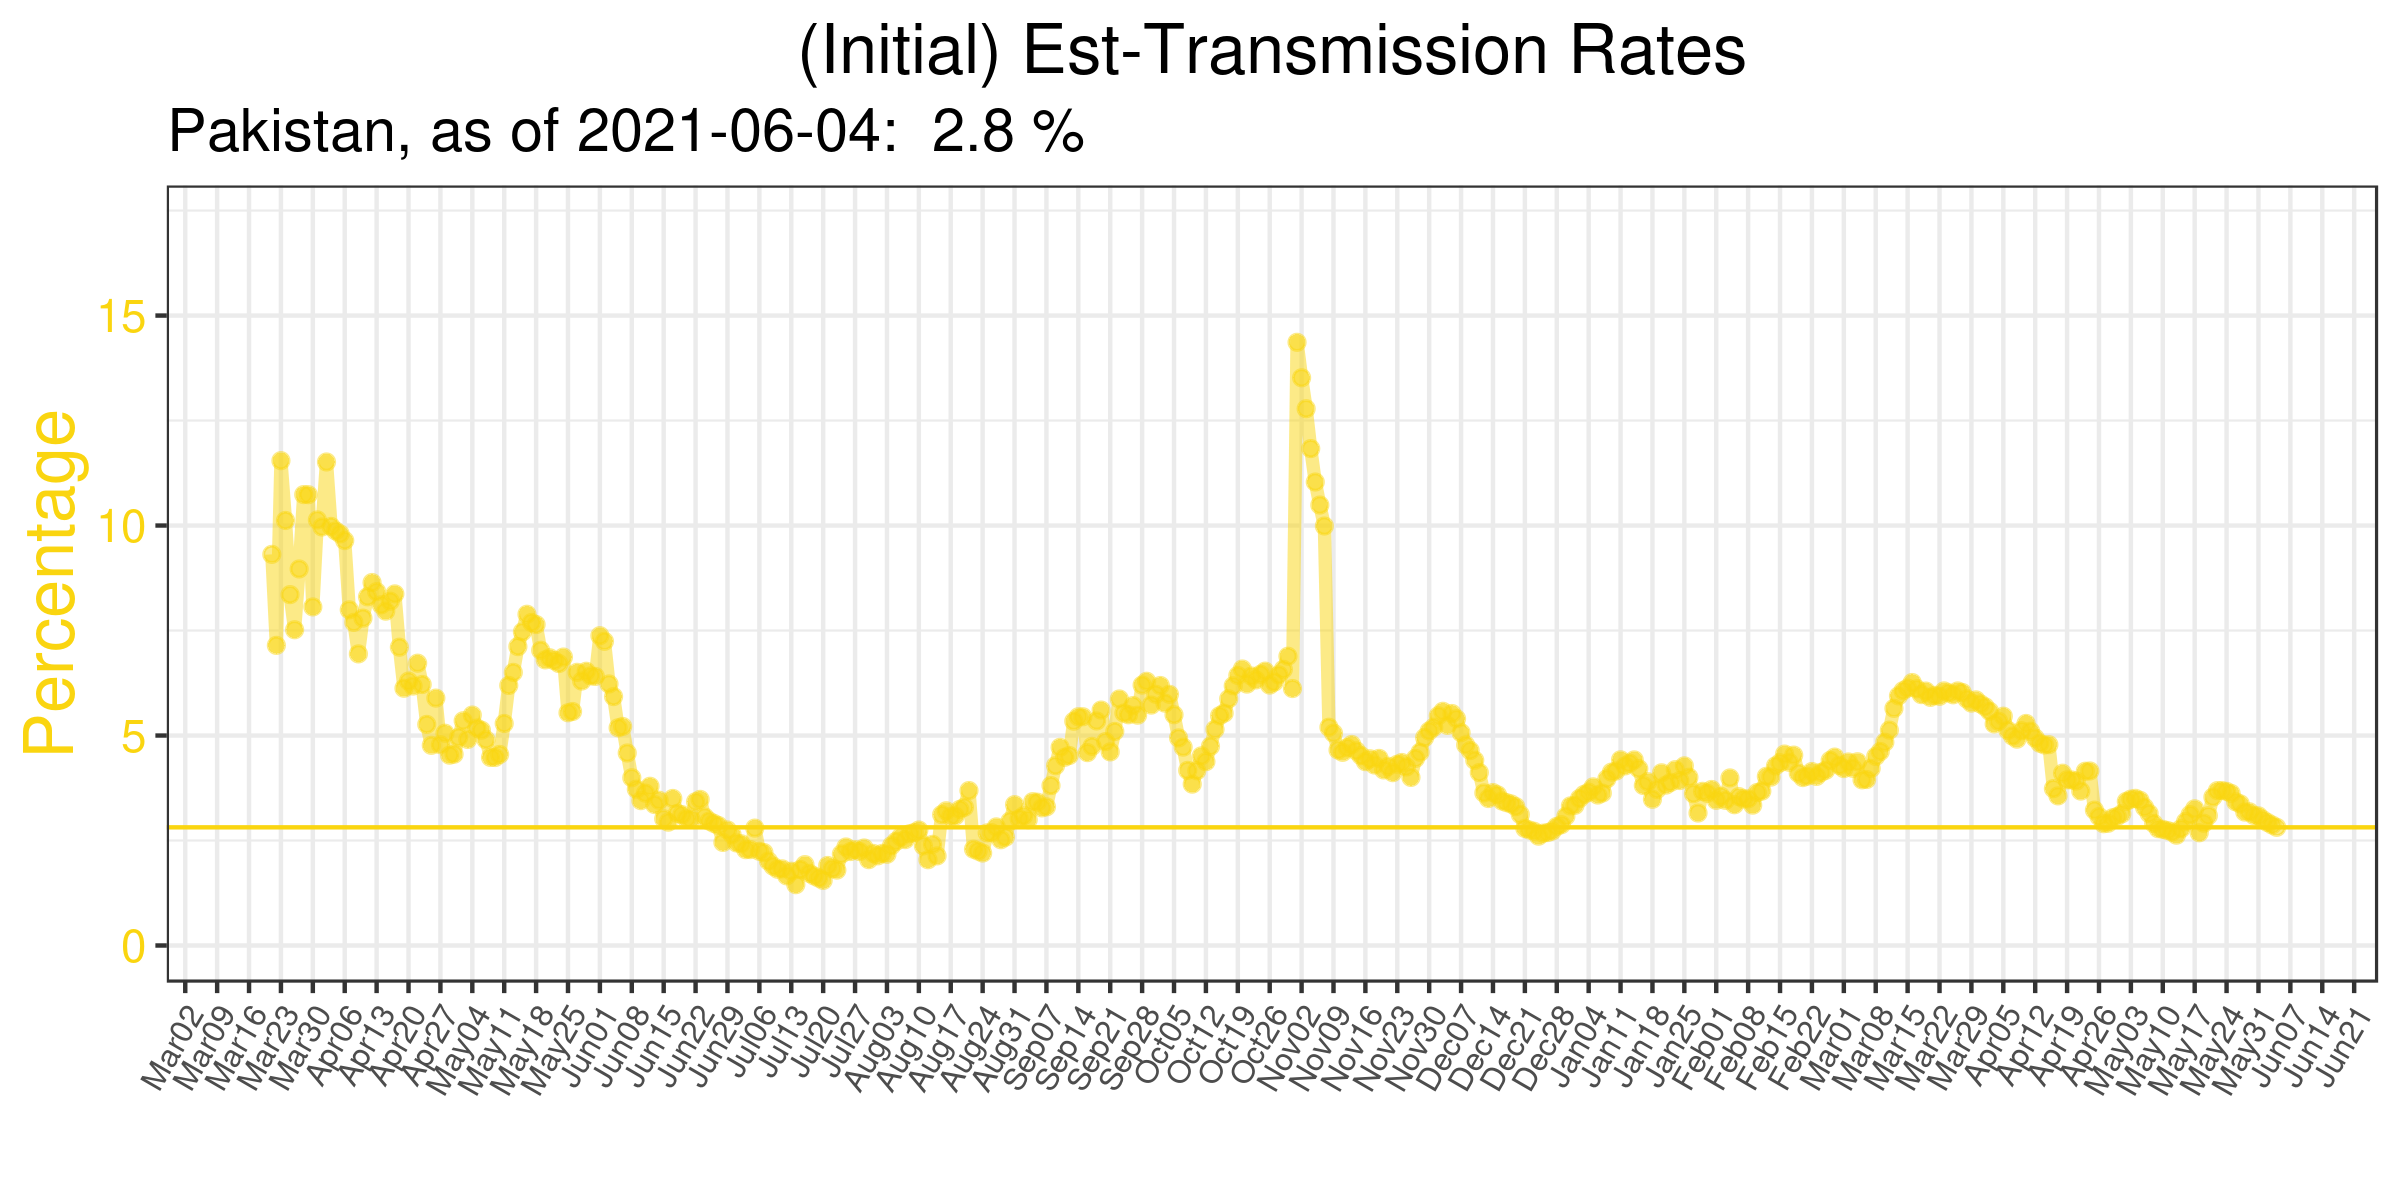 (Initial) Est-Transmission Rates
Pakistan, as of 2021-06-04:  2.8 %
Percentage
15
10
5
0
Mar02
Mar09
Mar16
Mar23
Mar30
Apr06
Apr13
Apr20
Apr27
May04
May11
May18
May25
Jun01
Jun08
Jun15
Jun22
Jun29
Jul06
Jul13
Jul20
Jul27
Aug03
Aug10
Aug17
Aug24
Aug31
Sep07
Sep14
Sep21
Sep28
Oct05
Oct12
Oct19
Oct26
Nov02
Nov09
Nov16
Nov23
Nov30
Dec07
Dec14
Dec21
Dec28
Jan04
Jan11
Jan18
Jan25
Feb01
Feb08
Feb15
Feb22
Mar01
Mar08
Mar15
Mar22
Mar29
Apr05
Apr12
Apr19
Apr26
May03
May10
May17
May24
May31
Jun07
Jun14
Jun21